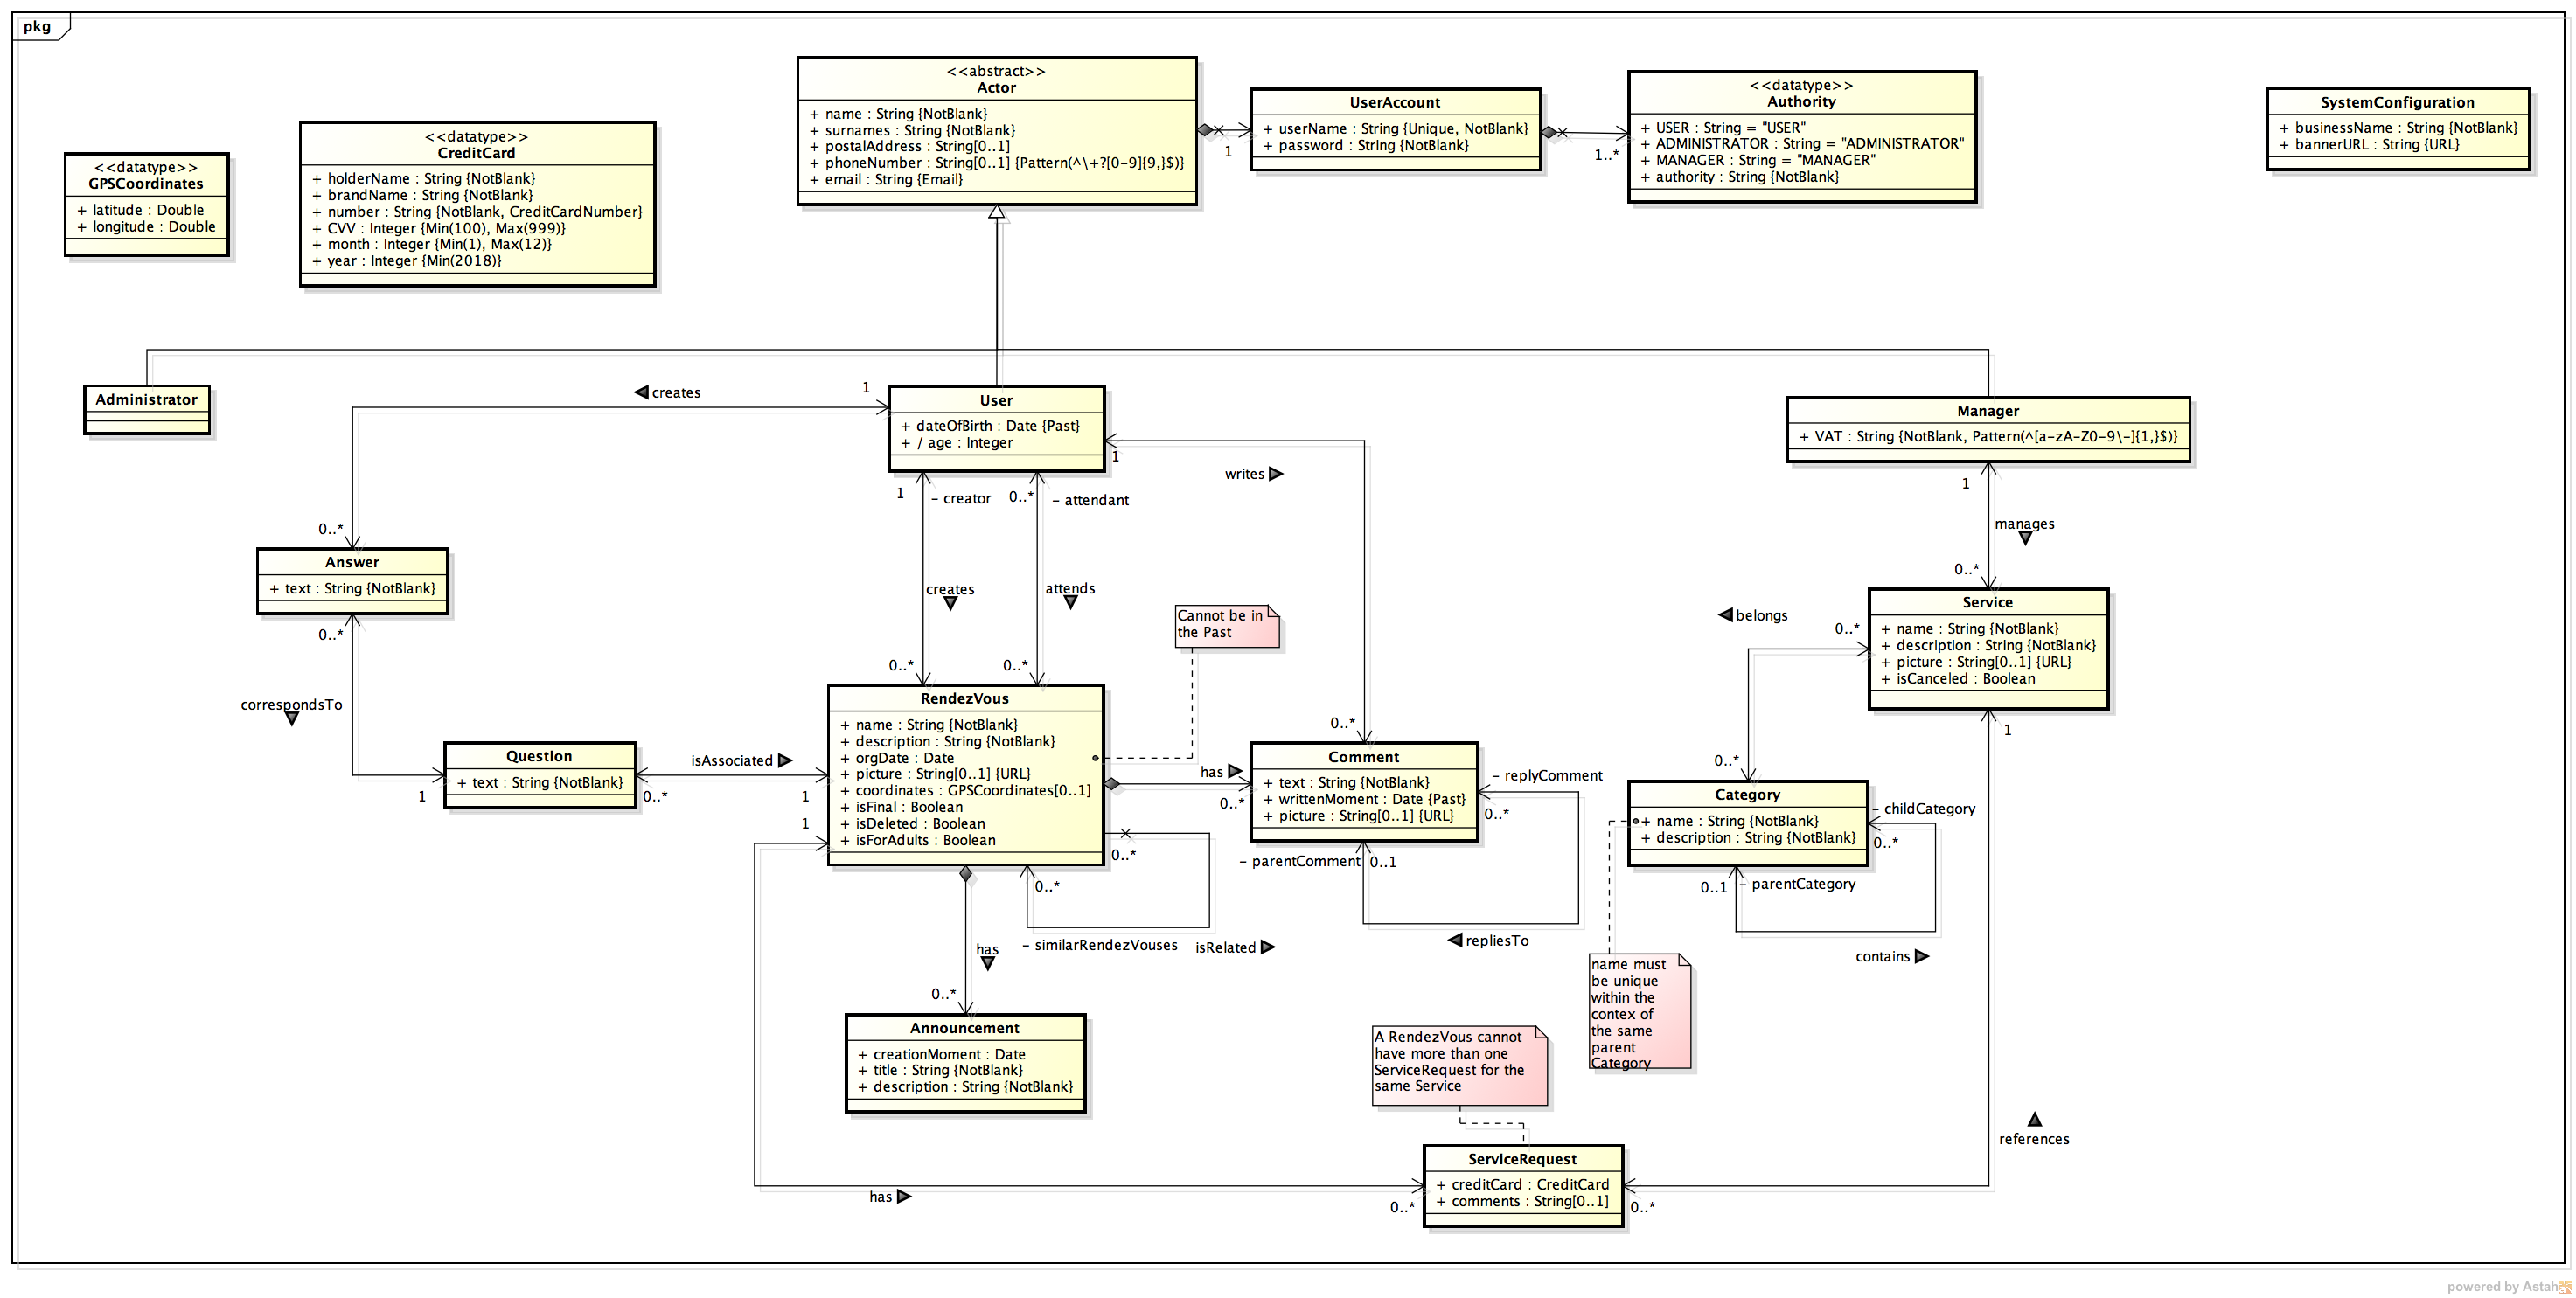 pkg
<<abstract>>
Actor
+ name : String {NotBlank}
+ surnames : String {NotBlank}
+ postalAddress : String[0..1]
+ phoneNumber : String[0..1] {Pattern(^\+?[0-9]{9,}$)}
+ email : String {Email}
1
UserAccount
+ userName : String {Unique, NotBlank}
+ password : String {NotBlank}
1..*
<<datatype>>
Authority
+ USER : String = "USER"
+ ADMINISTRATOR : String = "ADMINISTRATOR"
+ MANAGER : String = "MANAGER"
+ authority : String {NotBlank}
SystemConfiguration
+ businessName : String {NotBlank}
+ bannerURL : String {URL}
<<datatype>>
GPSCoordinates
+ latitude : Double
+ longitude : Double
<<datatype>>
CreditCard
+ holderName : String {NotBlank}
+ brandName : String {NotBlank}
+ number : String {NotBlank, CreditCardNumber}
+ CVV : Integer {Min(100), Max(999)}
+ month : Integer {Min(1), Max(12)}
+ year : Integer {Min(2018)}
Administrator
creates
1
User
+ dateOfBirth : Date {Past}
+ / age : Integer
1
writes
Manager
+ VAT : String {NotBlank, Pattern(^[a-zA-Z0-9\-]{1,}$)}
1
manages
0..*
1
- creator
0..*
- attendant
0..*
Answer
+ text : String {NotBlank}
0..*
correspondsTo
creates
attends
0..*
0..*
Cannot be in
the Past
belongs
0..*
Service
+ name : String {NotBlank}
+ description : String {NotBlank}
+ picture : String[0..1] {URL}
+ isCanceled : Boolean
1
Question
+ text : String {NotBlank}
1
0..*
isAssociated
1
1
RendezVous
+ name : String {NotBlank}
+ description : String {NotBlank}
+ orgDate : Date
+ picture : String[0..1] {URL}
+ coordinates : GPSCoordinates[0..1]
+ isFinal : Boolean
+ isDeleted : Boolean
+ isForAdults : Boolean
has
0..*
0..*
Comment
+ text : String {NotBlank}
+ writtenMoment : Date {Past}
+ picture : String[0..1] {URL}
- replyComment
0..*
- parentComment
0..1
repliesTo
0..*
Category
+ name : String {NotBlank}
+ description : String {NotBlank}
- childCategory
0..*
0..1
- parentCategory
contains
0..*
0..*
- similarRendezVouses
isRelated
has
0..*
Announcement
+ creationMoment : Date
+ title : String {NotBlank}
+ description : String {NotBlank}
name must
be unique
within the
contex of
the same
parent
Category
A RendezVous cannot
have more than one
ServiceRequest for the
same Service
references
has
0..*
ServiceRequest
+ creditCard : CreditCard
+ comments : String[0..1]
0..*
powered by Astah